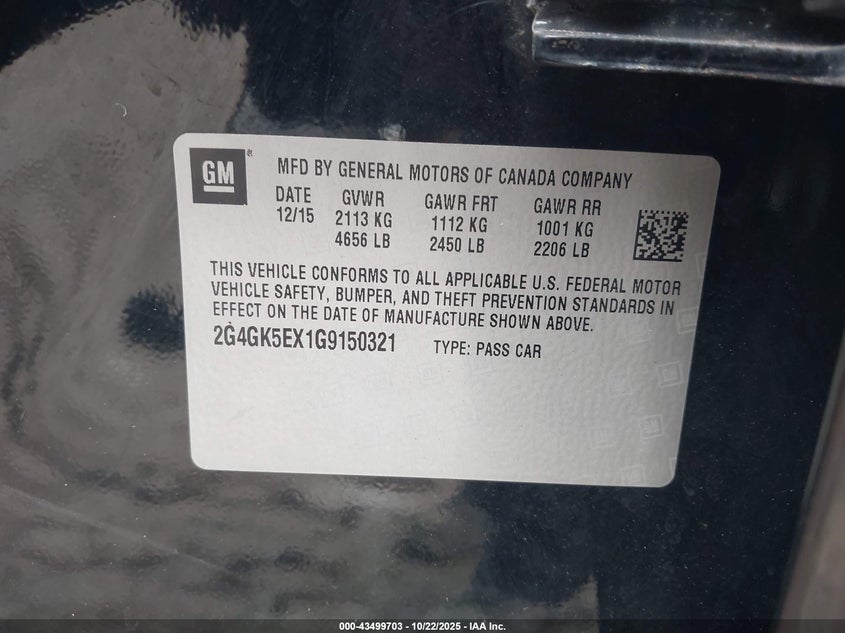 GM®
MFD BY GENERAL MOTORS OF CANADA COMPANY
DATE GVWR GAWR FRT GAWR RR
12/15 2113 KG 1112 KG 1001 KG
4656 LB 2450 LB 2206 LB
THIS VEHICLE CONFORMS TO ALL APPLICABLE U.S. FEDERAL MOTOR
VEHICLE SAFETY, BUMPER, AND THEFT PREVENTION STANDARDS IN
EFFECT ON THE DATE OF MANUFACTURE SHOWN ABOVE.
2G4GK5EX1G9150321 TYPE: PASS CAR
000-43499703 - 10/22/2025 - IAA Inc.